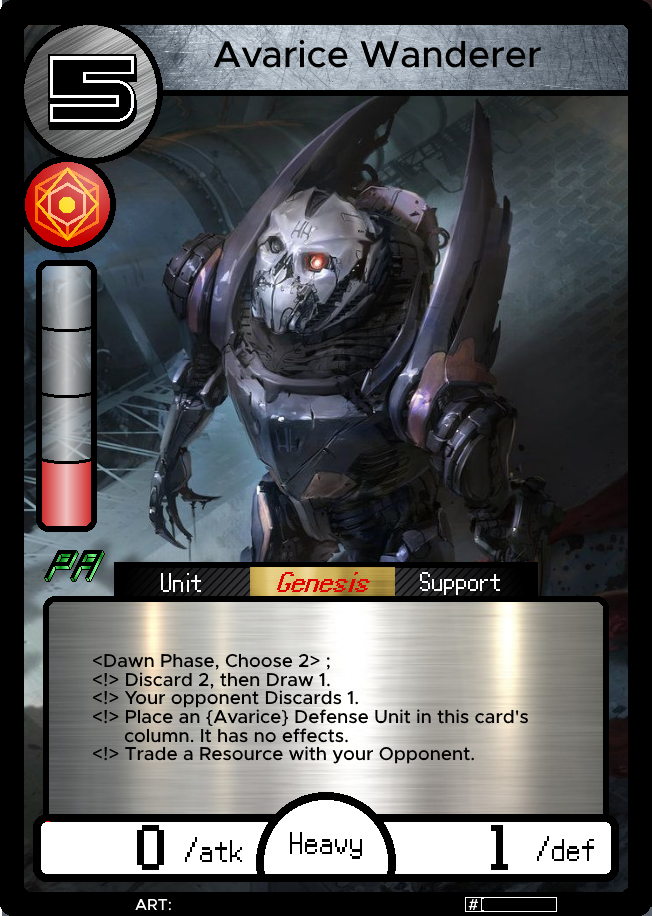 5
Avarice Wanderer
PA
Unit
Genesis
Support
<Dawn Phase, Choose 2> ;
<!> Discard 2, then Draw 1.
<!> Your opponent Discards 1.
<!> Place an {Avarice} Defense Unit in this card's
column. It has no effects.
<!> Trade a Resource with your Opponent.
0 /atk
Heavy
1 /def
ART:
#